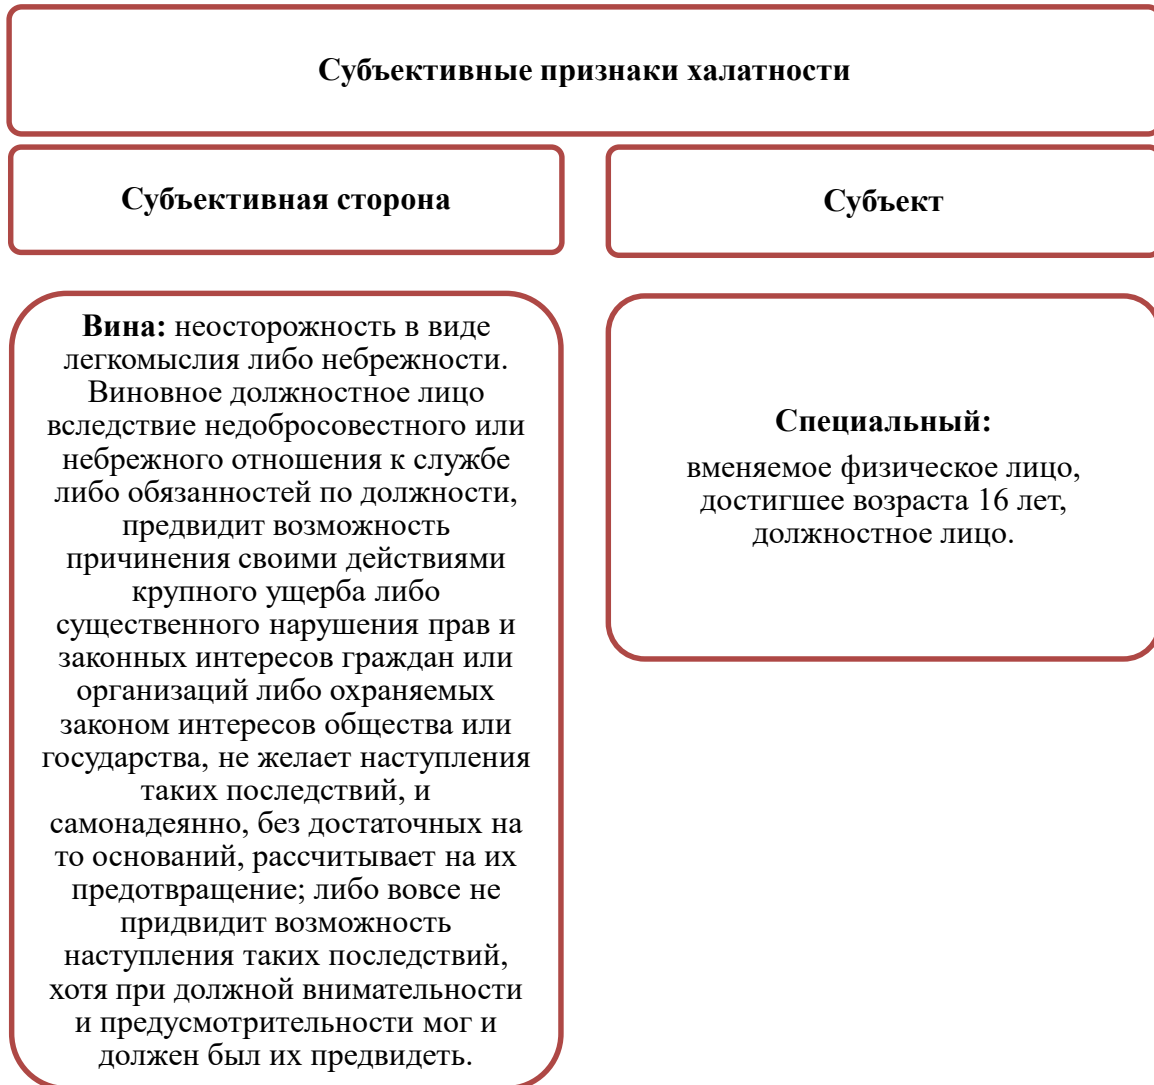 Субъективные признаки халатности
Субъективная сторона
Субъект
Вина: неосторожность в виде
легкомыслия либо небрежности.
Виновное должностное лицо
вследствие недобросовестного или
небрежного отношения к службе
либо обязанностей по должности,
предвидит возможность
причинения своими действиями
крупного ущерба либо
существенного нарушения прав и
законных интересов граждан или
организаций либо охраняемых
законом интересов общества или
государства, не желает наступления
таких последствий, и
самонадеянно, без достаточных на
то оснований, рассчитывает на их
предотвращение; либо вовсе не
придвидит возможность
наступления таких последствий,
хотя при должной внимательности
и предусмотрительности мог и
должен был их предвидеть.
Специальный:
вменяемое физическое лицо,
достигшее возраста 16 лет,
должностное лицо.